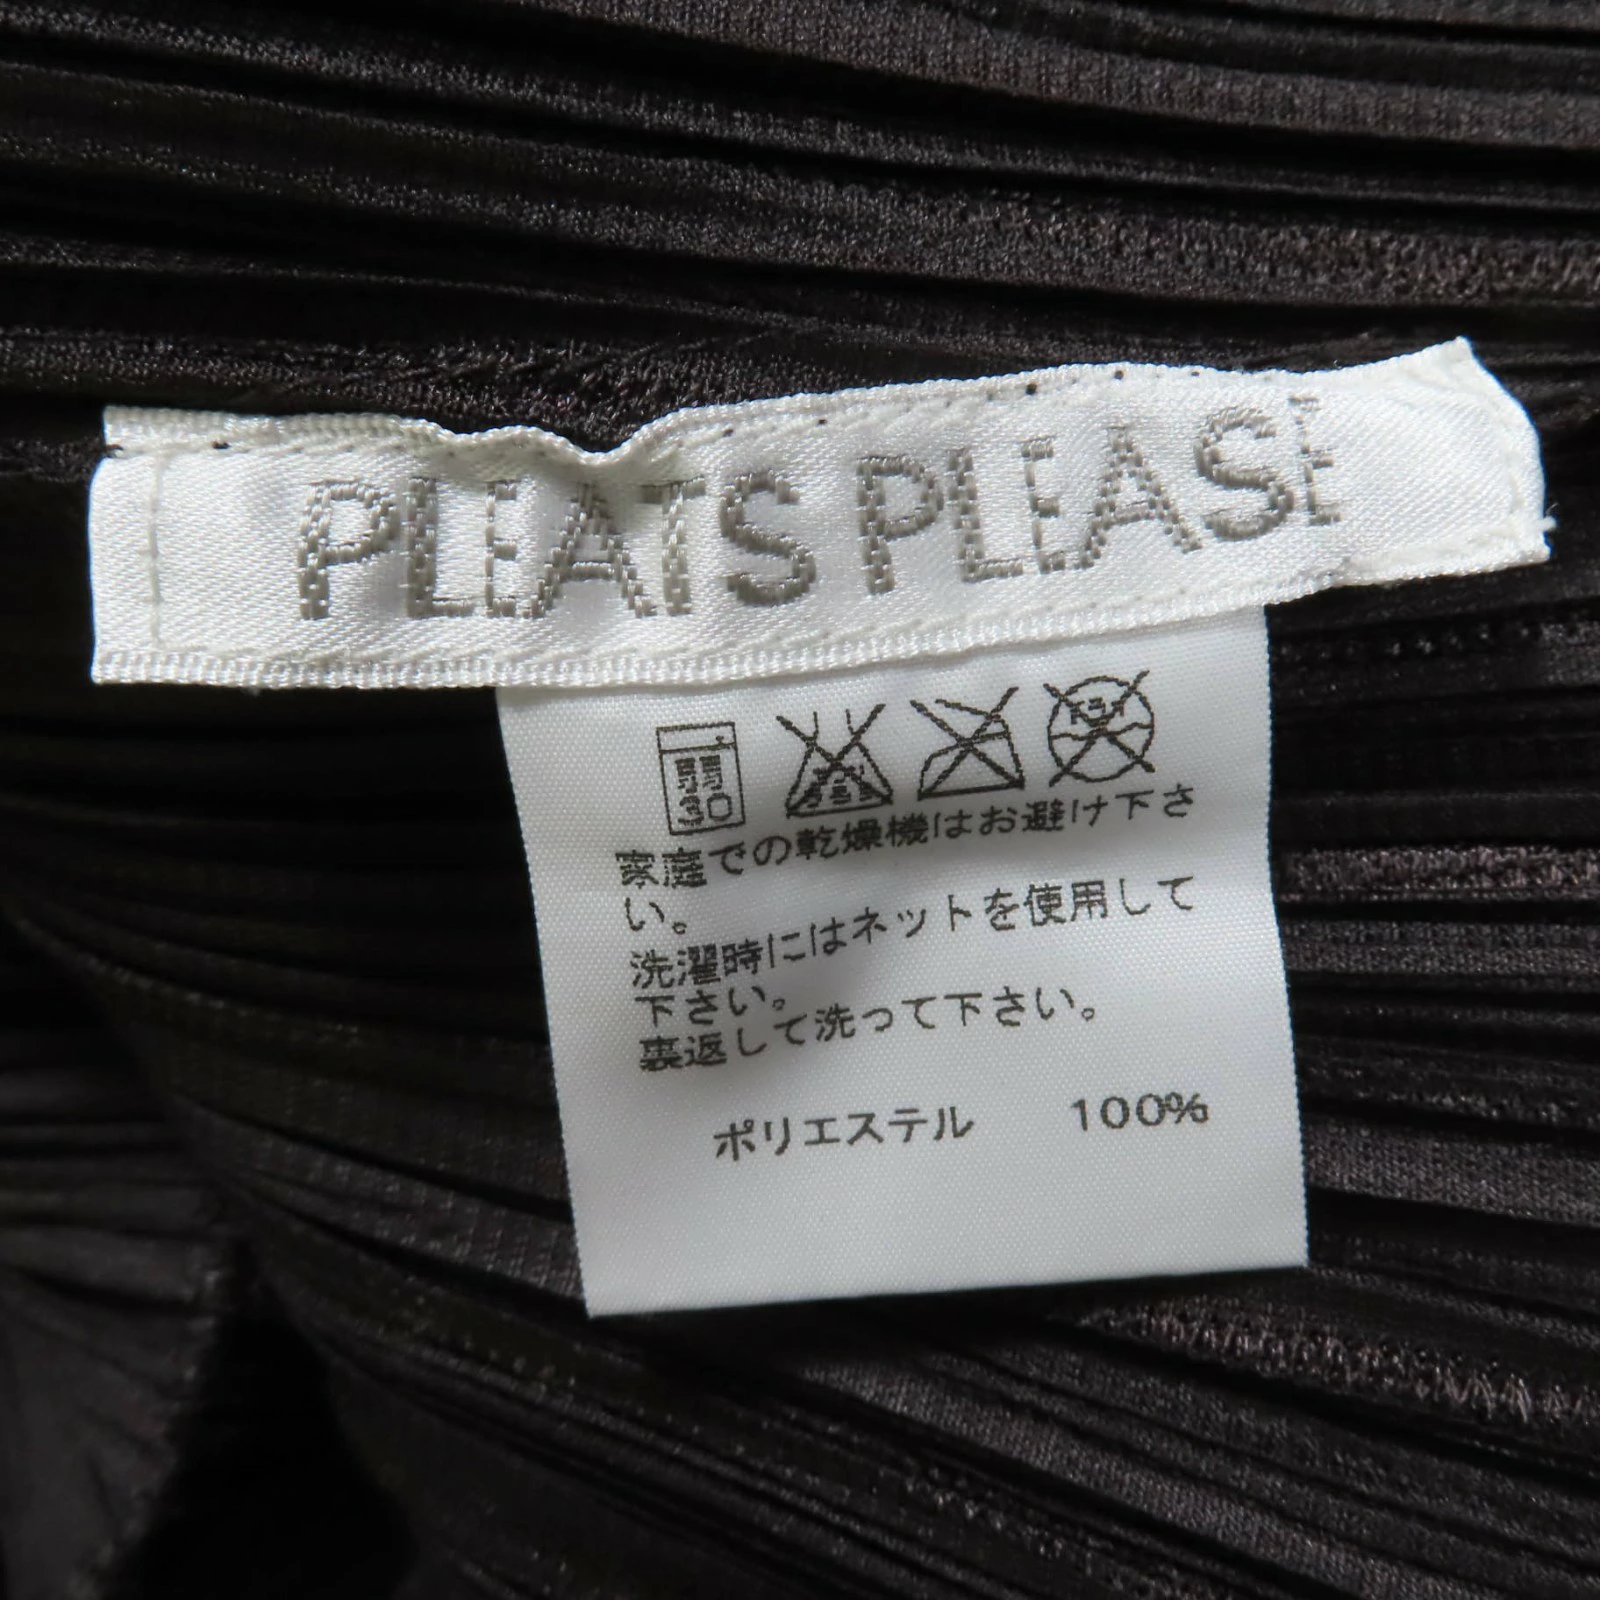 PLEATS PLEASE
家庭での乾燥機はお避け下さ
い。
洗濯時にはネットを使用して
下さい。
裏返して洗って下さい。
ポリエステル 100%